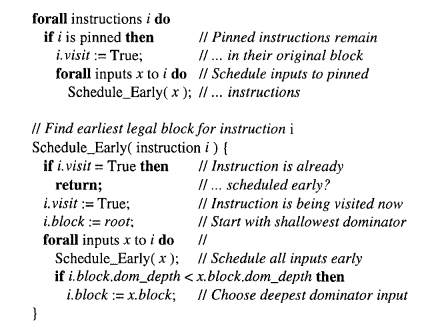 forall instructions i do
if i is pinned then // Pinned instructions remain
i.visit := True; // ... in their original block
forall inputs x to i do // Schedule inputs to pinned
Schedule_Early( x ); // ... instructions
// Find earliest legal block for instruction i
Schedule_Early( instruction i ) {
if i.visit = True then // Instruction is already
return; // ... scheduled early?
i.visit := True; // Instruction is being visited now
i.block := root; // Start with shallowest dominator
forall inputs x to i do //
Schedule_Early( x ); // Schedule all inputs early
if i.block.dom_depth < x.block.dom_depth then
i.block := x.block; // Choose deepest dominator input
}